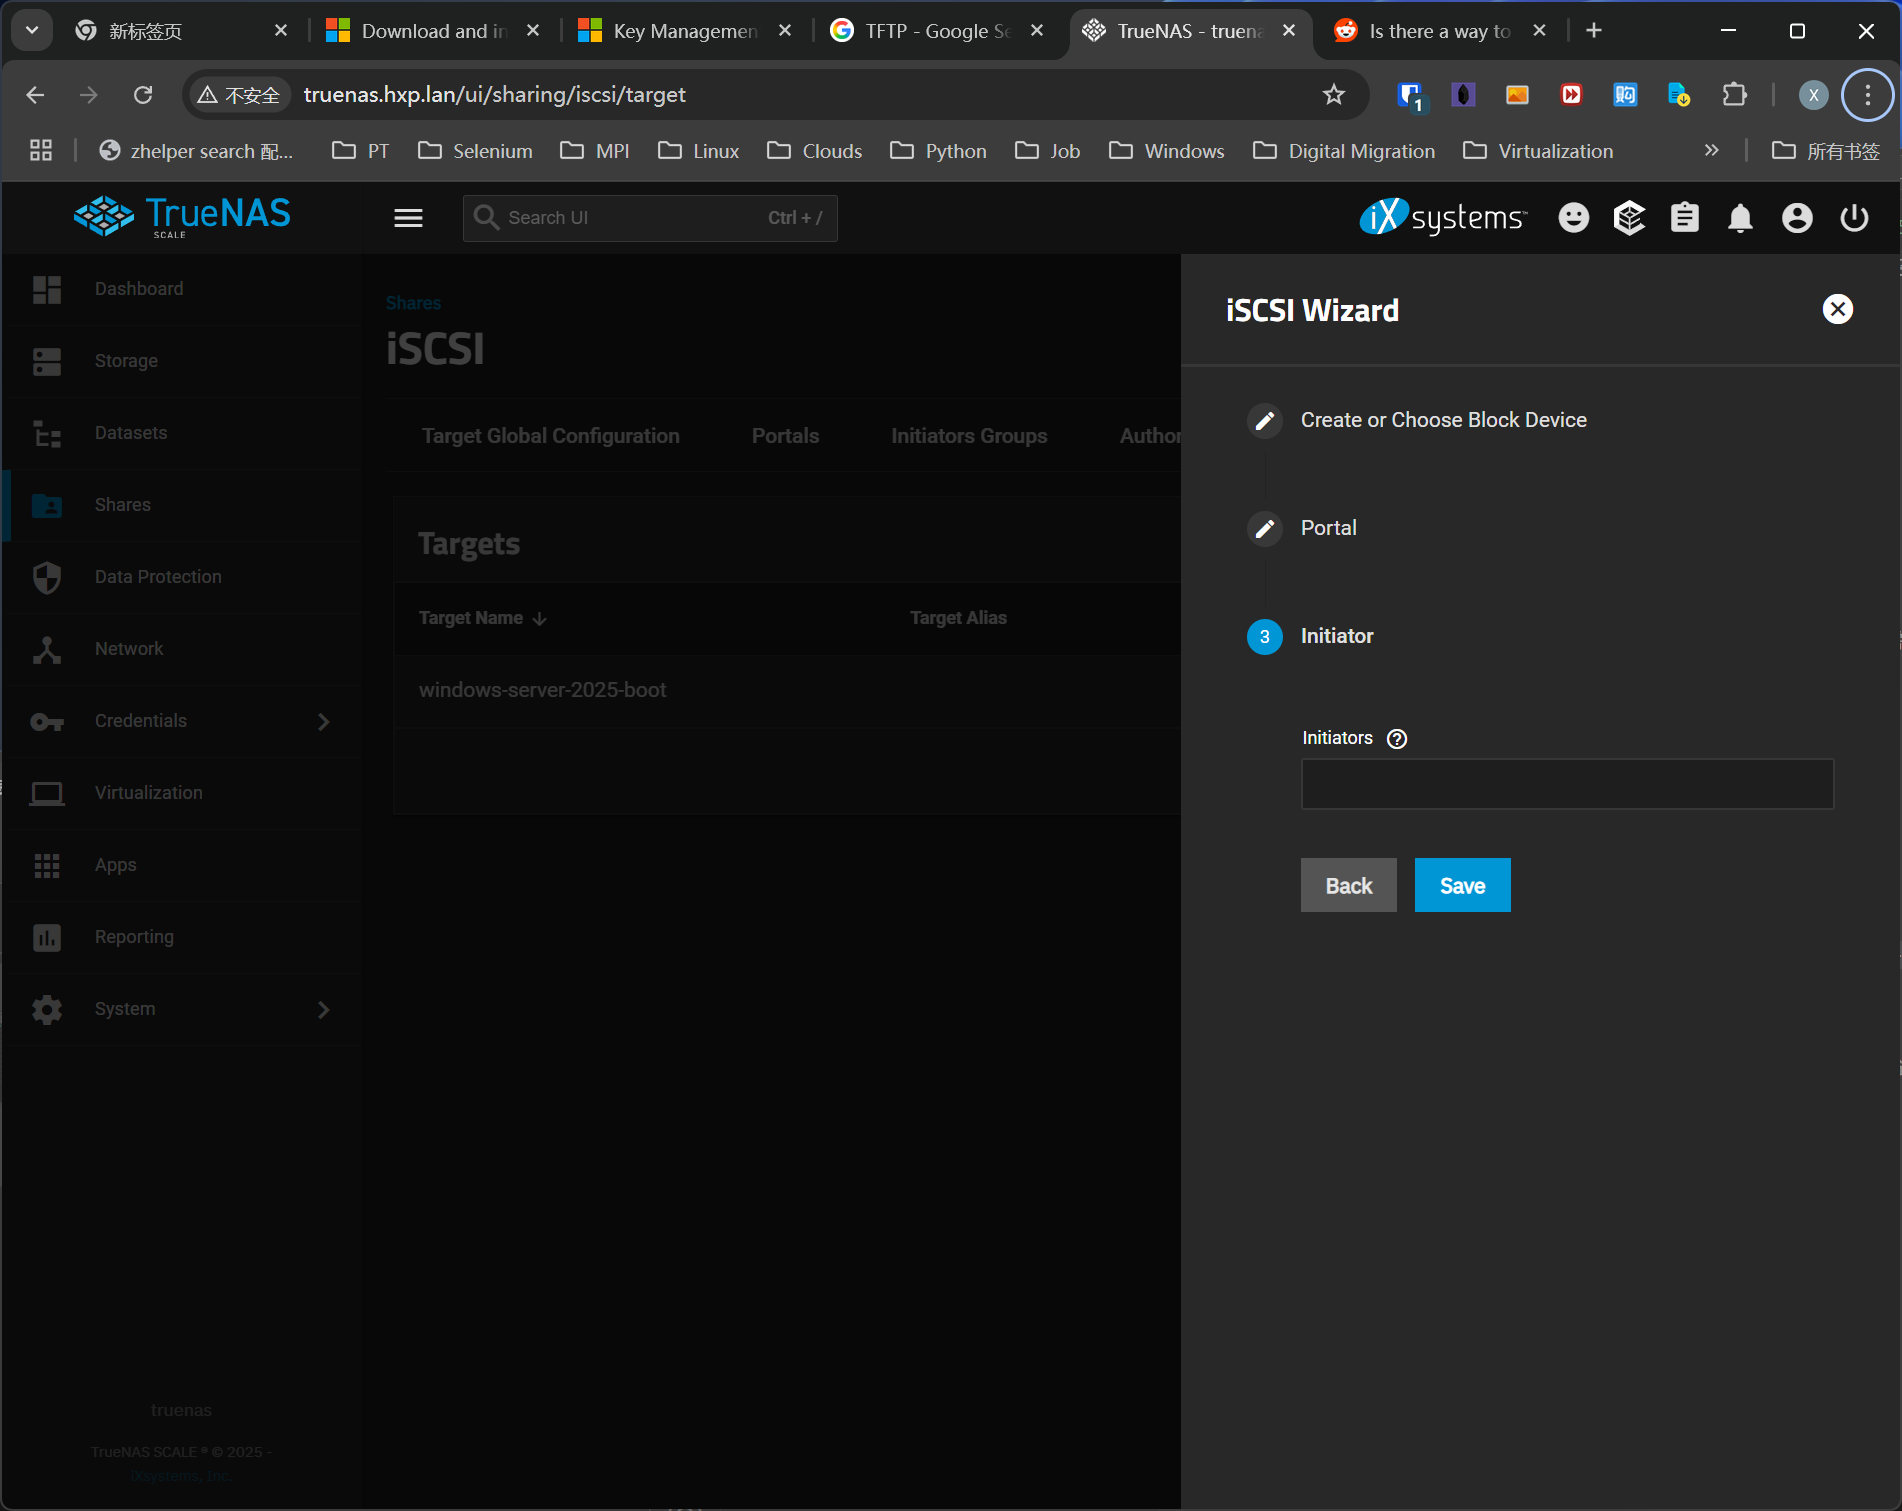 新标签页
Download and in
Key Managemen
TFTP - Google Se
TrueNAS - truena
Is there a way to
不安全
truenas.hxp.lan/ui/sharing/iscsi/target
1
购
X
zhelper search 配...
PT
Selenium
MPI
Linux
Clouds
Python
Job
Windows
Digital Migration
Virtualization
所有书签
TrueNAS
SCALE
Search UI
Ctrl + /
iXsystems™
Dashboard
Storage
Datasets
Shares
Data Protection
Network
Credentials
Virtualization
Apps
Reporting
System
truenas
TrueNAS SCALE ® © 2025 -
iXsystems, Inc.
Shares
iSCSI
Target Global Configuration
Portals
Initiators Groups
Author
Targets
Target Name
Target Alias
windows-server-2025-boot
iSCSI Wizard
Create or Choose Block Device
Portal
3
Initiator
Initiators
Back
Save